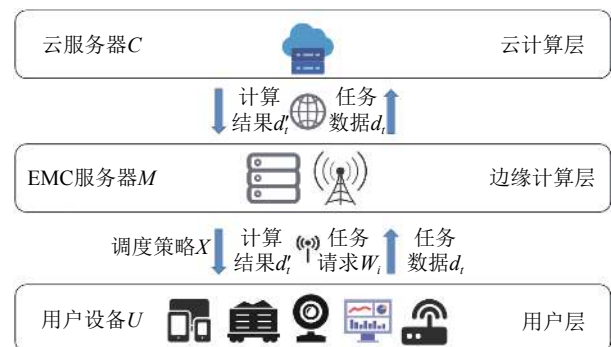 云服务器C 云计算层
计算 任务
结果d′t 数据dt
EMC服务器M 边缘计算层
调度策略X 计算 任务 任务
结果d′t 请求Wi 数据dt
用户设备U 用户层